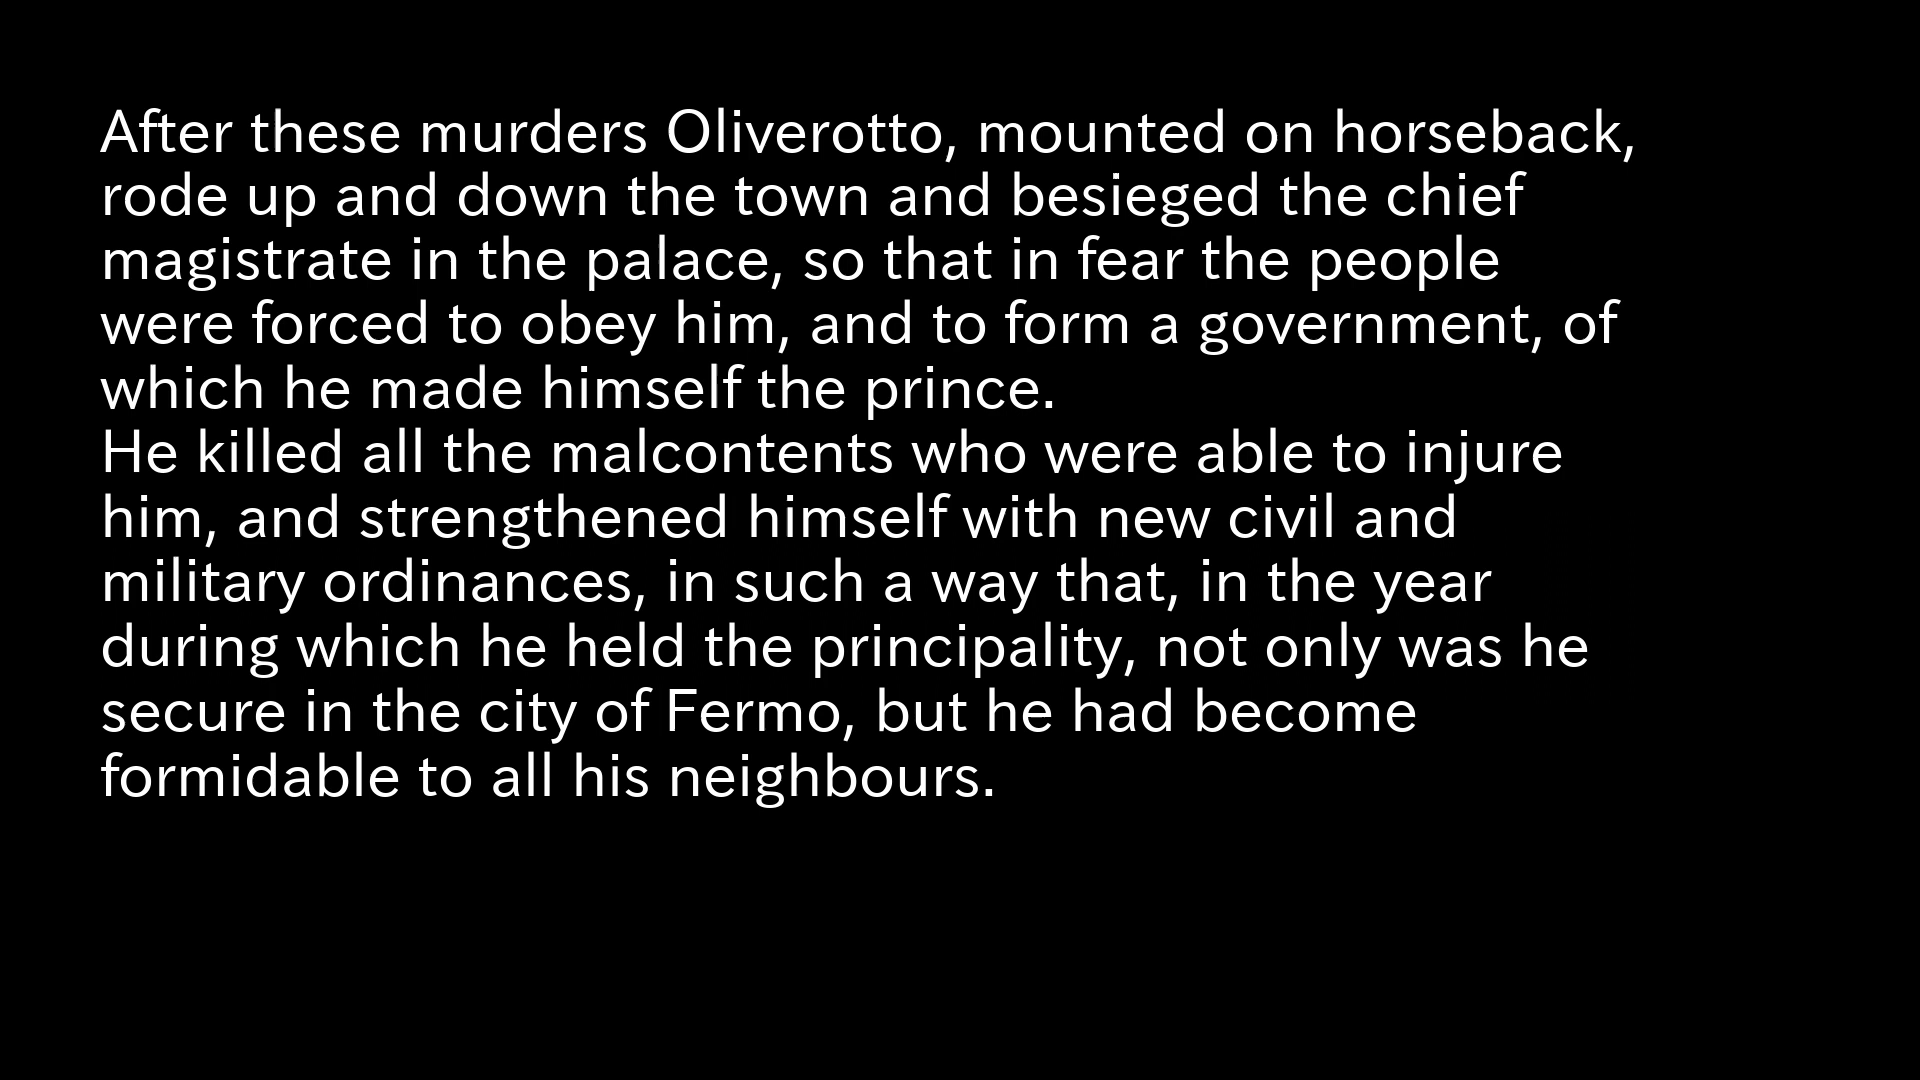 After these murders Oliverotto, mounted on horseback,
rode up and down the town and besieged the chief
magistrate in the palace, so that in fear the people
were forced to obey him, and to form a government, of
which he made himself the prince.
He killed all the malcontents who were able to injure
him, and strengthened himself with new civil and
military ordinances, in such a way that, in the year
during which he held the principality, not only was he
secure in the city of Fermo, but he had become
formidable to all his neighbours.